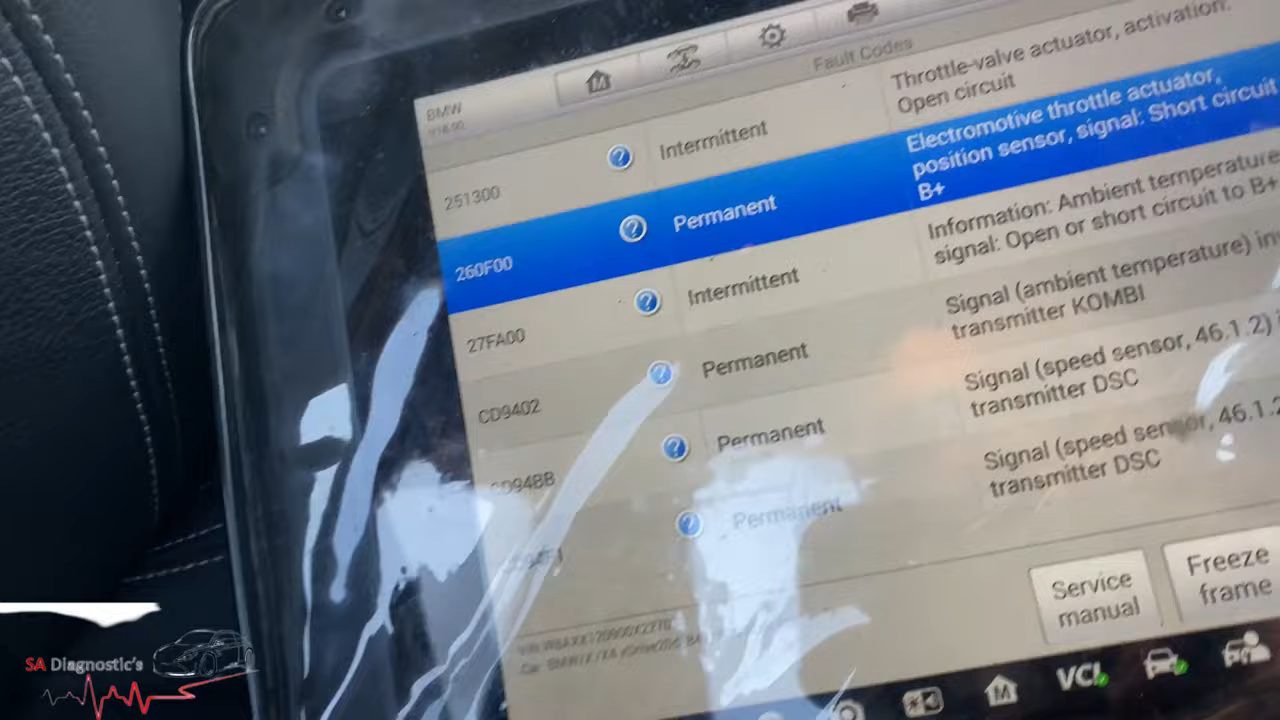 Fault Codes
BMW
Throttle-valve actuator, activation:
Open circuit
251300 Intermittent
Electromotive throttle actuator,
position sensor, signal: Short circuit
B+
260F00 Permanent
Information: Ambient temperature
signal: Open or short circuit to B+
27FA00 Intermittent
Signal (ambient temperature)
transmitter KOMBI
CD9402 Permanent
Signal (speed sensor, 46.1.2)
transmitter DSC
Permanent
Signal (speed sensor, 46.1.2
transmitter DSC
Permanent
Service
manual
Freeze
frame
VCI
SA Diagnostic's